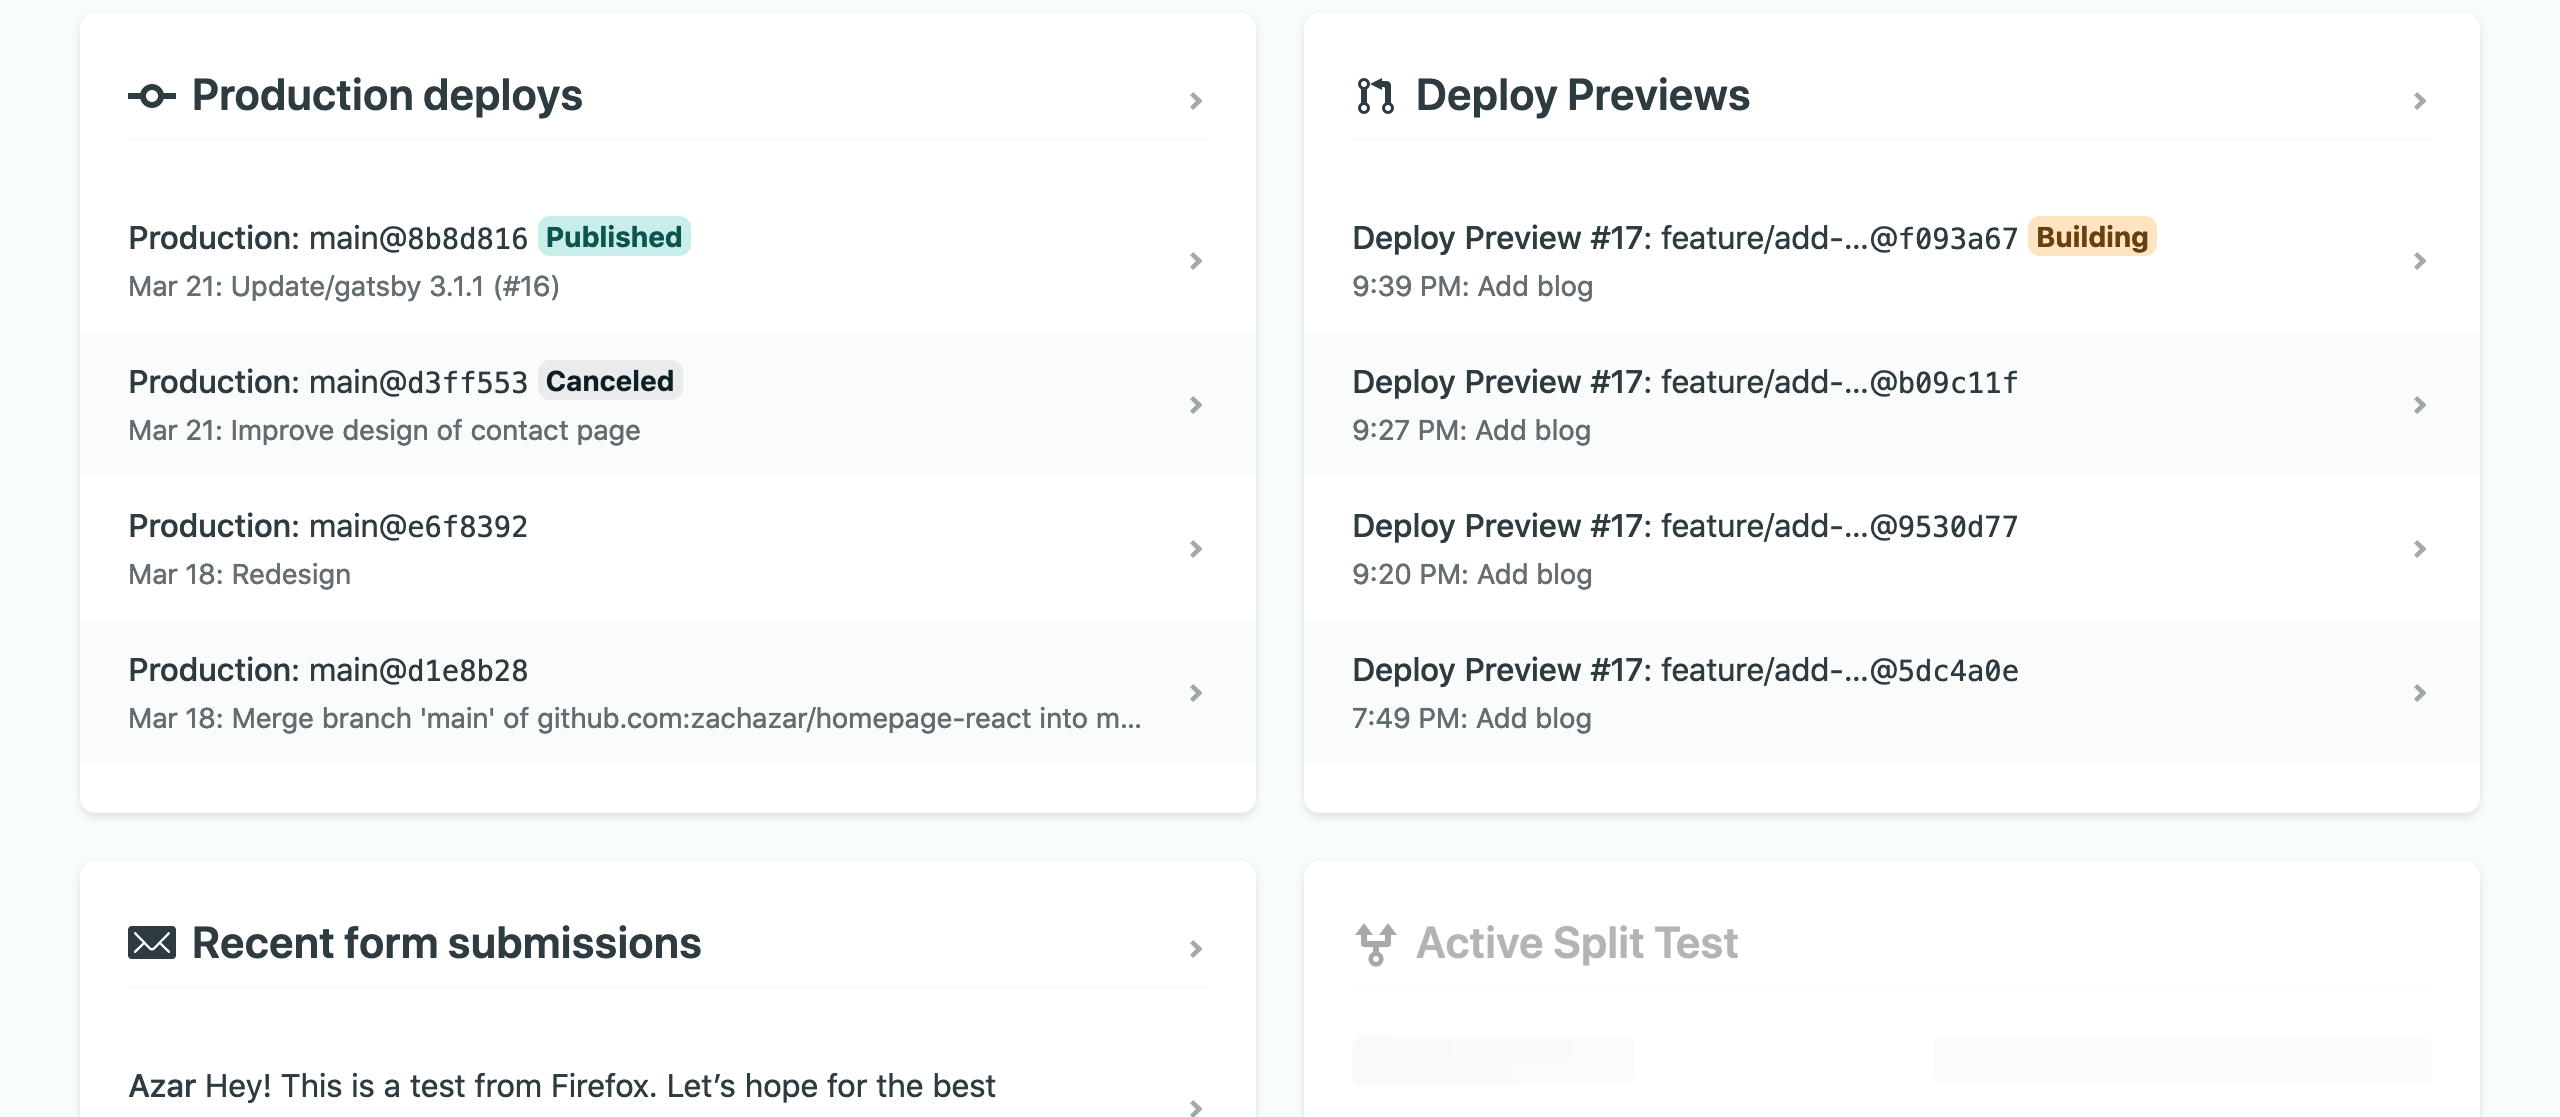 Production deploys
Production: main@8b8d816 Published
Mar 21: Update/gatsby 3.1.1 (#16)
Production: main@d3ff553 Canceled
Mar 21: Improve design of contact page
Production: main@e6f8392
Mar 18: Redesign
Production: main@d1e8b28
Mar 18: Merge branch 'main' of github.com:zachazar/homepage-react into m...
Deploy Previews
Deploy Preview #17: feature/add-...@f093a67 Building
9:39 PM: Add blog
Deploy Preview #17: feature/add-...@b09c11f
9:27 PM: Add blog
Deploy Preview #17: feature/add-...@9530d77
9:20 PM: Add blog
Deploy Preview #17: feature/add-...@5dc4a0e
7:49 PM: Add blog
Recent form submissions
Azar Hey! This is a test from Firefox. Let’s hope for the best
Active Split Test